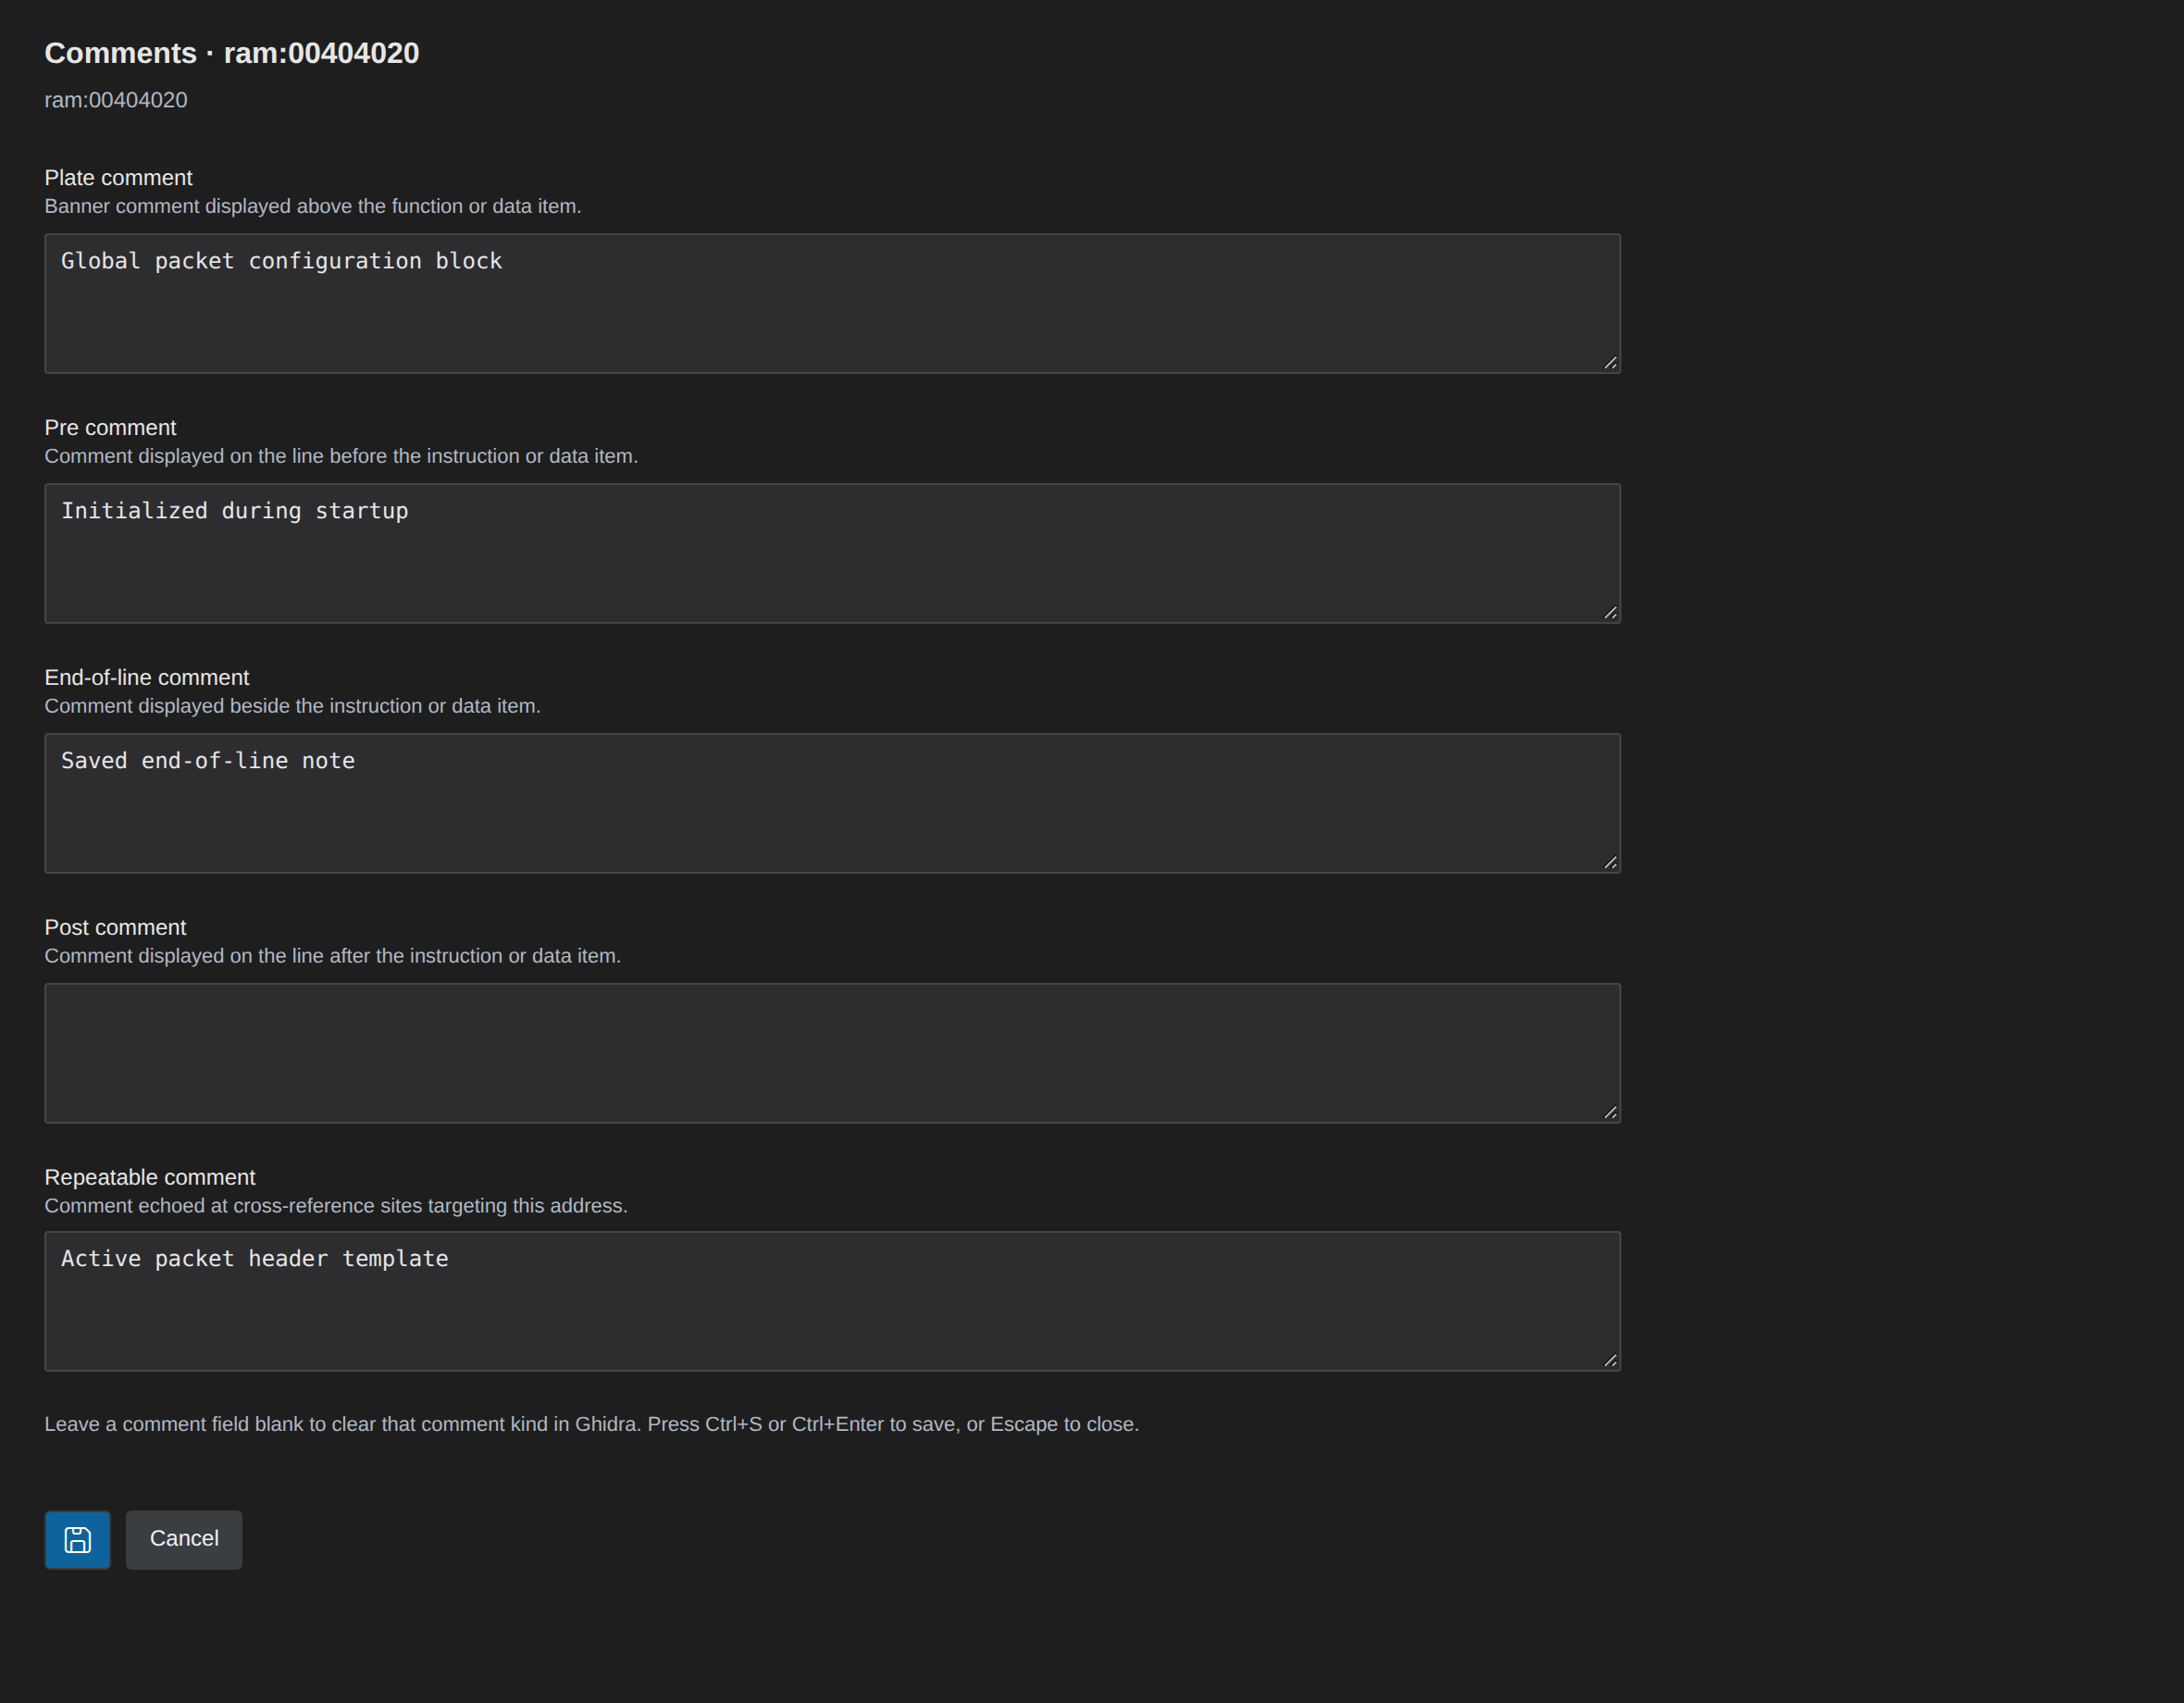 Comments · ram:00404020
ram:00404020
Plate comment
Banner comment displayed above the function or data item.
Global packet configuration block
Pre comment
Comment displayed on the line before the instruction or data item.
Initialized during startup
End-of-line comment
Comment displayed beside the instruction or data item.
Saved end-of-line note
Post comment
Comment displayed on the line after the instruction or data item.
Repeatable comment
Comment echoed at cross-reference sites targeting this address.
Active packet header template
Leave a comment field blank to clear that comment kind in Ghidra. Press Ctrl+S or Ctrl+Enter to save, or Escape to close.
Cancel